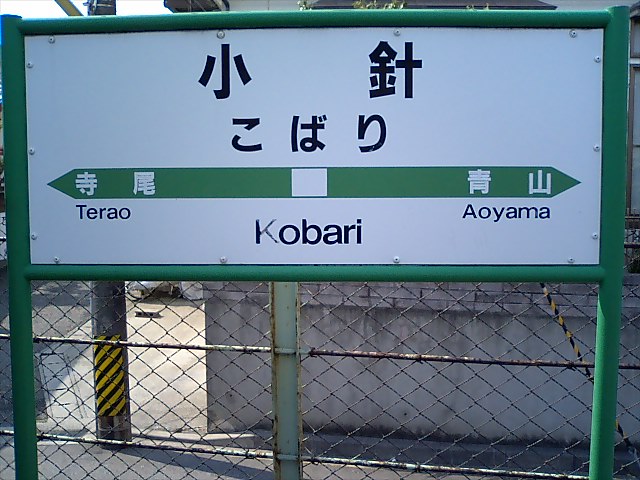 小針
こばり
寺尾 青山
Terao Aoyama
Kobari